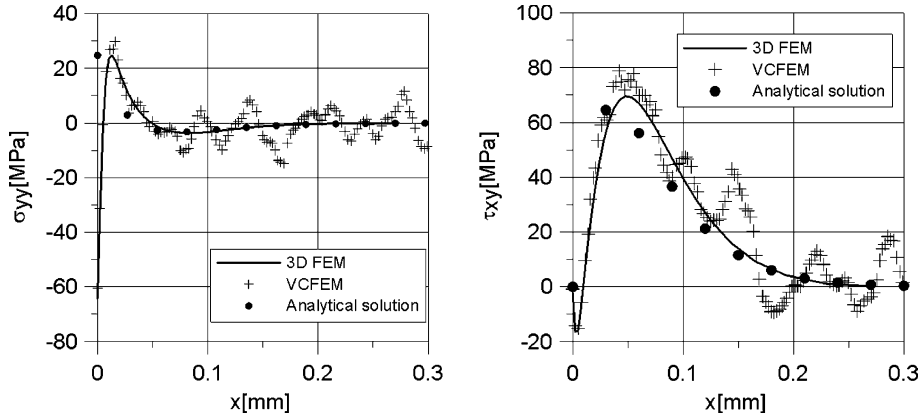 40
20
0
-20
-40
-60
-80
σyy[MPa]
3D FEM
VCFEM
Analytical solution
0 0.1 0.2 0.3
x[mm]
100
80
60
40
20
0
-20
τxy[MPa]
3D FEM
VCFEM
Analytical solution
0 0.1 0.2 0.3
x[mm]